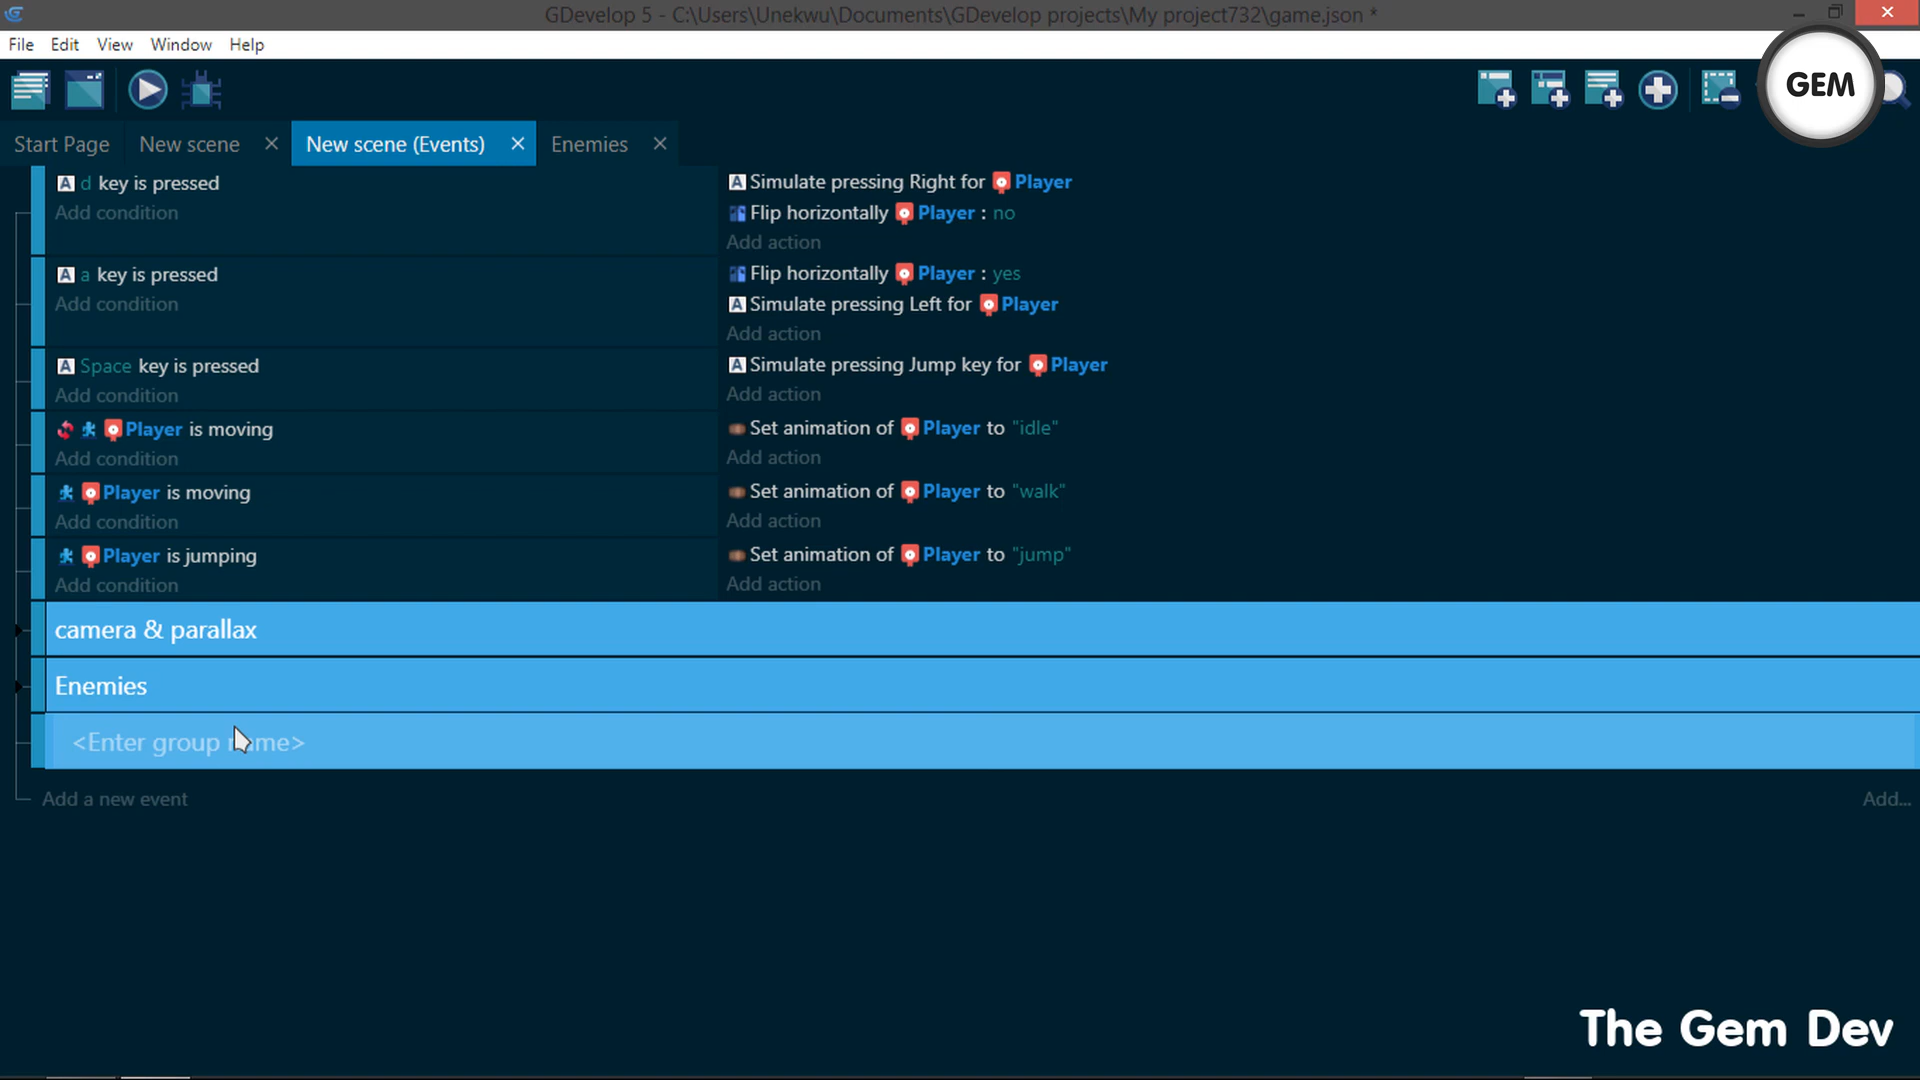 GDevelop 5 - C:\Users\Unekwu\Documents\GDevelop projects\My project732\game.json *
File Edit View Window Help
GEM
Start Page New scene New scene (Events) Enemies
d key is pressed
Simulate pressing Right for Player
Add condition
Flip horizontally Player : no
Add action
a key is pressed
Flip horizontally Player : yes
Add condition
Simulate pressing Left for Player
Add action
Space key is pressed
Simulate pressing Jump key for Player
Add condition
Add action
Player is moving
Set animation of Player to "idle"
Add condition
Add action
Player is moving
Set animation of Player to "walk"
Add condition
Add action
Player is jumping
Set animation of Player to "jump"
Add condition
Add action
camera & parallax
Enemies
<Enter group name>
Add a new event
Add...
The Gem Dev